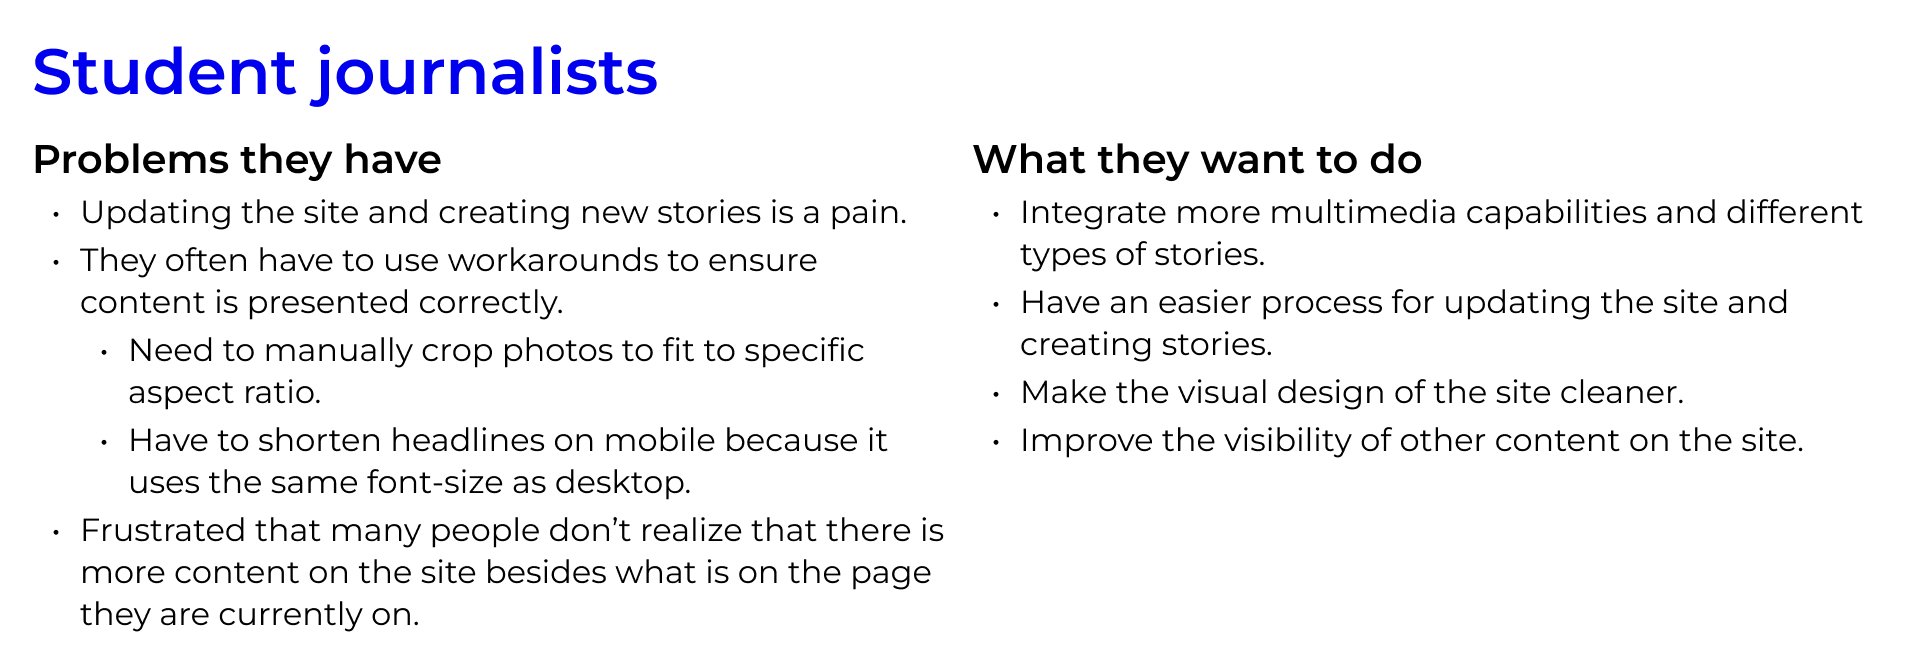 Student journalists
Problems they have
• Updating the site and creating new stories is a pain.
• They often have to use workarounds to ensure
content is presented correctly.
• Need to manually crop photos to fit to specific
aspect ratio.
• Have to shorten headlines on mobile because it
uses the same font-size as desktop.
• Frustrated that many people don’t realize that there is
more content on the site besides what is on the page
they are currently on.
What they want to do
• Integrate more multimedia capabilities and different
types of stories.
• Have an easier process for updating the site and
creating stories.
• Make the visual design of the site cleaner.
• Improve the visibility of other content on the site.